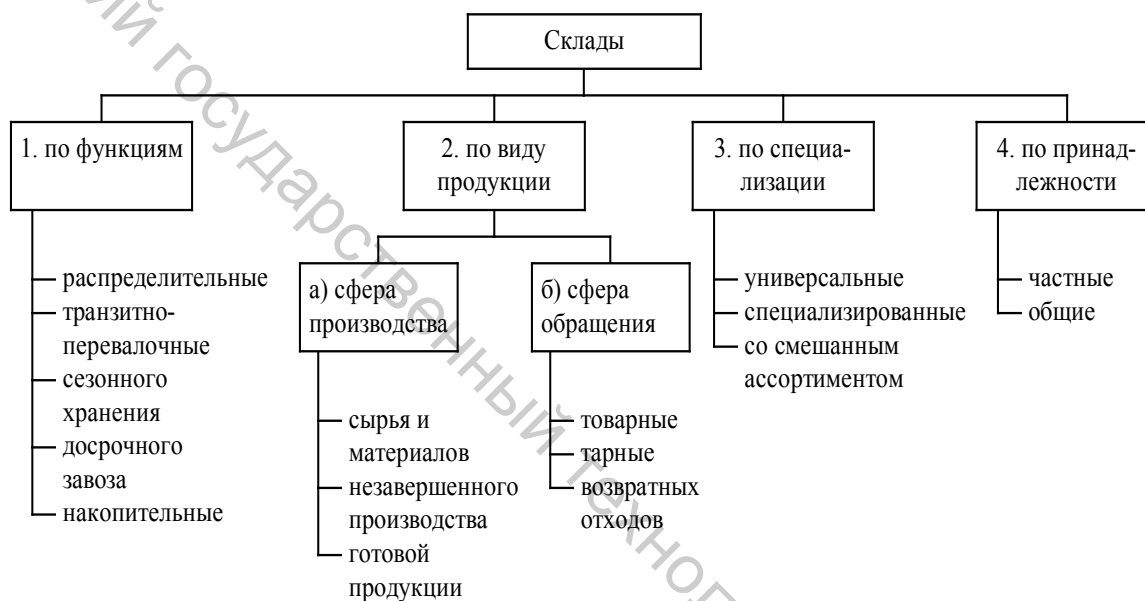 Склады
1. по функциям
2. по виду
продукции
3. по специа-
лизации
4. по принад-
лежности
распределительные
транзитно-
перевалочные
сезонного
хранения
досрочного
завоза
накопительные
а) сфера
производства
сырья и
материалов
незавершенного
производства
готовой
продукции
б) сфера
обращения
товарные
тарные
возвратных
отходов
универсальные
специализированные
со смешанным
ассортиментом
частные
общие
государственный